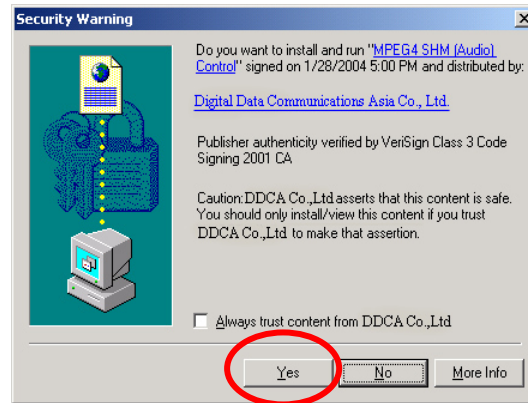 Security Warning
Do you want to install and run "MPEG4 SHM (Audio)
Control" signed on 1/28/2004 5:00 PM and distributed by:
Digital Data Communications Asia Co., Ltd.
Publisher authenticity verified by VeriSign Class 3 Code
Signing 2001 CA
Caution:DDCA Co.,Ltd asserts that this content is safe.
You should only install/view this content if you trust
DDCA Co.,Ltd to make that assertion.
Always trust content from DDCA Co.,Ltd
Yes No More Info